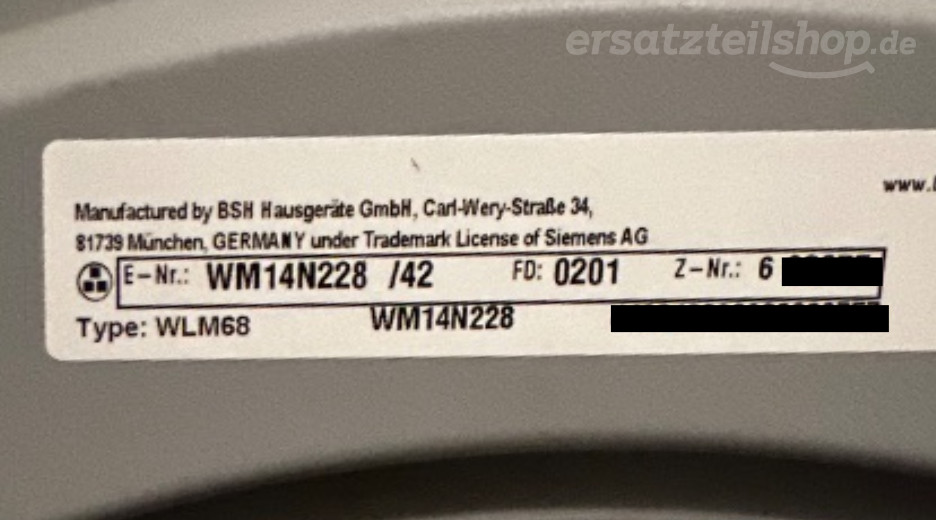 ersatzteilshop.de
www.
Manufactured by BSH Hausgeräte GmbH, Carl-Wery-Straße 34,
81739 München, GERMANY under Trademark License of Siemens AG
E-Nr.: WM14N228 /42 FD: 0201 Z-Nr.: 6
Type: WLM68 WM14N228